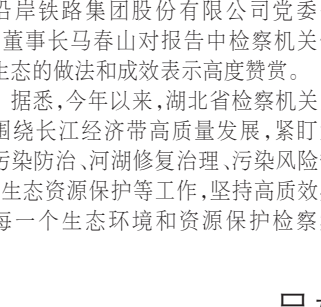 沿岸铁路集团股份有限公司党委
董事长马春山对报告中检察机关
生态的做法和成效表示高度赞赏。
据悉,今年以来,湖北省检察机关
围绕长江经济带高质量发展,紧盯
污染防治、河湖修复治理、污染风险
生态资源保护等工作,坚持高质效
每一个生态环境和资源保护检察